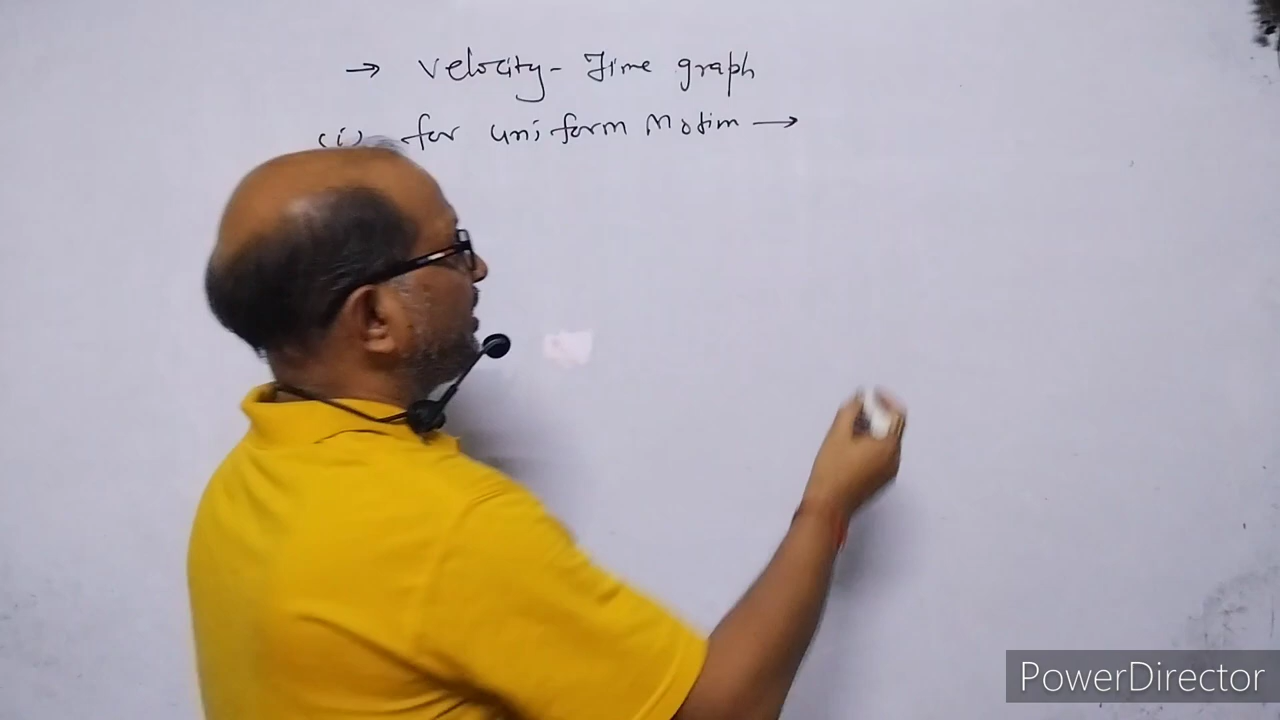 → Velocity - Time graph
(i) for uniform Motion →
PowerDirector